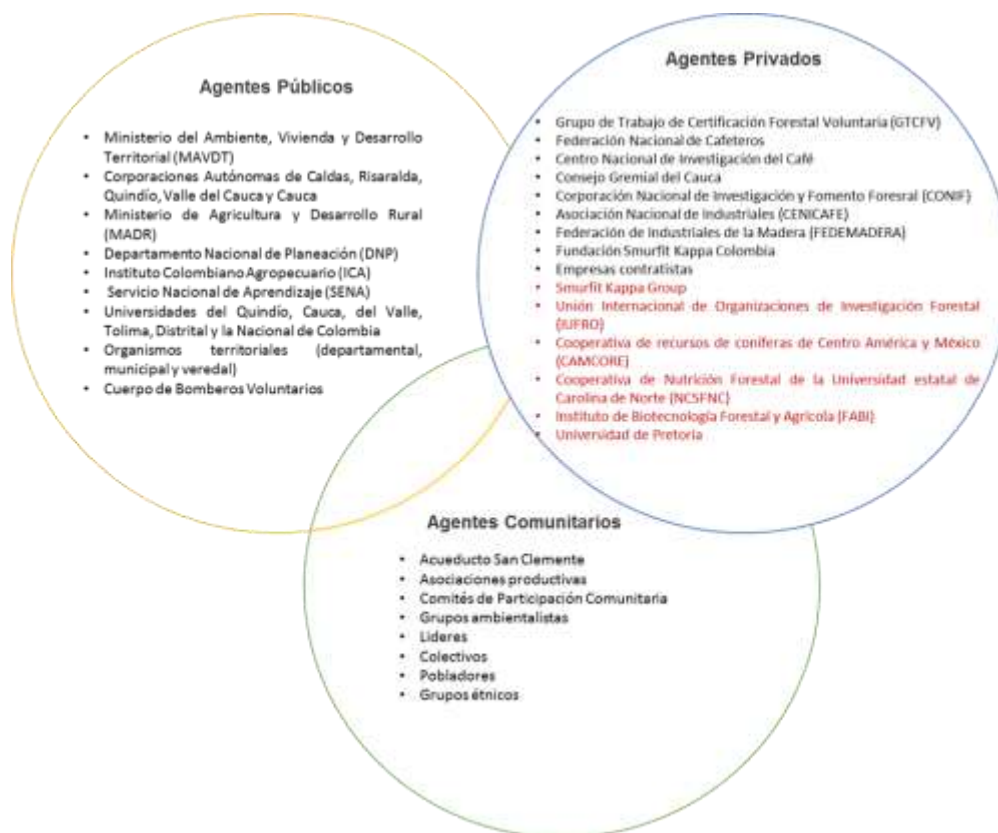 Agentes Públicos
• Ministerio del Ambiente, Vivienda y Desarrollo
Territorial (MAVDT)
• Corporaciones Autónomas de Caldas, Risaralda,
Quindío, Valle del Cauca y Cauca
• Ministerio de Agricultura y Desarrollo Rural
(MADR)
• Departamento Nacional de Planeación (DNP)
• Instituto Colombiano Agropecuario (ICA)
• Servicio Nacional de Aprendizaje (SENA)
• Universidades del Quindío, Cauca, del Valle,
Tolima, Distrital y la Nacional de Colombia
• Organismos territoriales (departamental,
municipal y veredal)
• Cuerpo de Bomberos Voluntarios
Agentes Privados
• Grupo de Trabajo de Certificación Forestal Voluntaria (GTCFV)
• Federación Nacional de Cafeteros
• Centro Nacional de Investigación del Café
• Consejo Gremial del Cauca
• Corporación Nacional de Investigación y Fomento Foresral (CONIF)
• Asociación Nacional de Industriales (CENICAFE)
• Federación de Industriales de la Madera (FEDEMADERA)
• Fundación Smurfit Kappa Colombia
• Empresas contratistas
• Smurfit Kappa Group
• Unión Internacional de Organizaciones de Investigación Forestal
(IUFRO)
• Cooperativa de recursos de coníferas de Centro América y México
(CAMCORE)
• Cooperativa de Nutrición Forestal de la Universidad estatal de
Carolina de Norte (NCSFNC)
• Instituto de Biotecnología Forestal y Agrícola (FABI)
• Universidad de Pretoria
Agentes Comunitarios
• Acueducto San Clemente
• Asociaciones productivas
• Comités de Participación Comunitaria
• Grupos ambientalistas
• Lideres
• Colectivos
• Pobladores
• Grupos étnicos